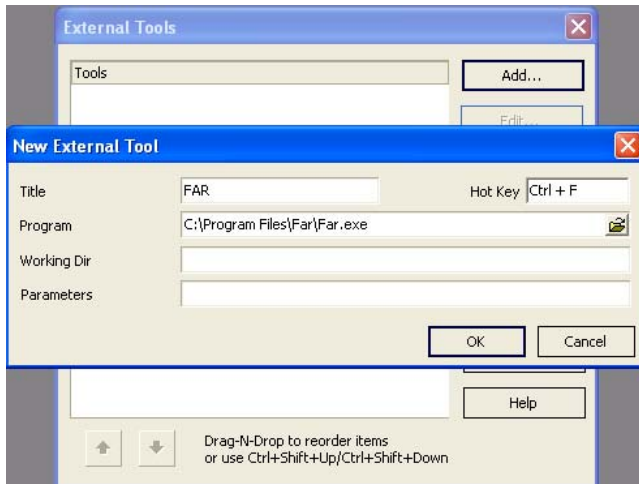 External Tools
Tools
Add...
Edit...
New External Tool
Title
FAR
Hot Key
Ctrl + F
Program
C:\Program Files\Far\Far.exe
Working Dir
Parameters
OK
Cancel
Help
Drag-N-Drop to reorder items
or use Ctrl+Shift+Up/Ctrl+Shift+Down